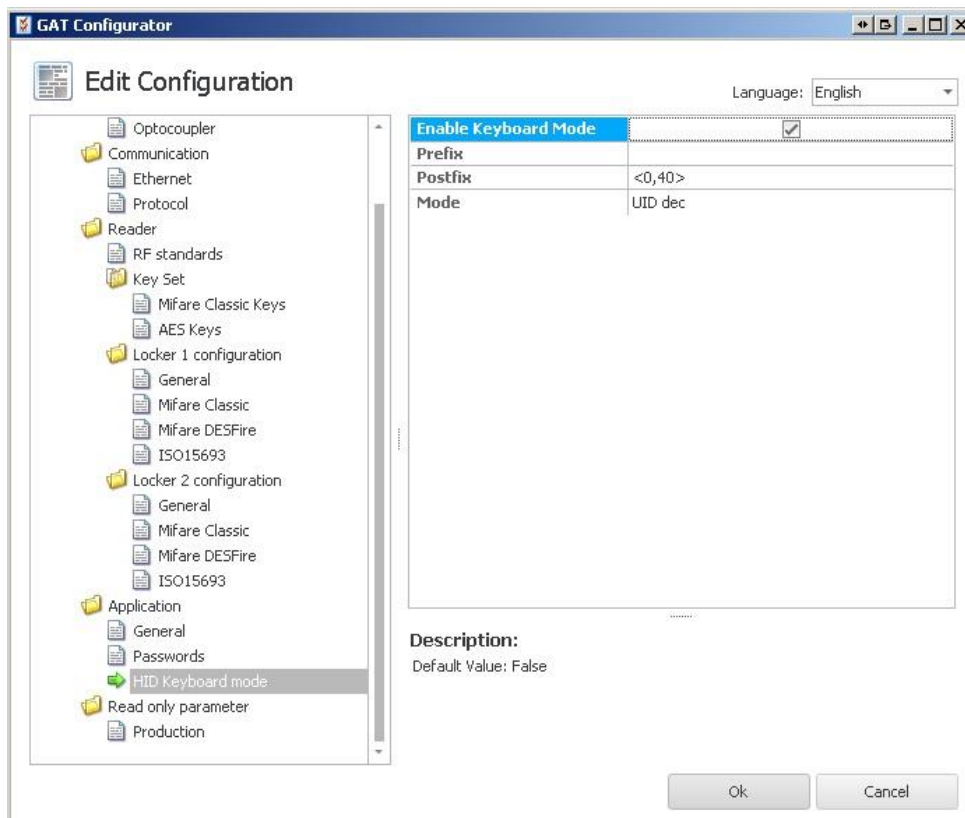 GAT Configurator
Edit Configuration
Language: English
Optocoupler
Communication
Ethernet
Protocol
Reader
RF standards
Key Set
Mifare Classic Keys
AES Keys
Locker 1 configuration
General
Mifare Classic
Mifare DESFire
ISO15693
Locker 2 configuration
General
Mifare Classic
Mifare DESFire
ISO15693
Application
General
Passwords
HID Keyboard mode
Read only parameter
Production
Enable Keyboard Mode
Prefix
Postfix <0,40>
Mode UID dec
Description:
Default Value: False
Ok Cancel